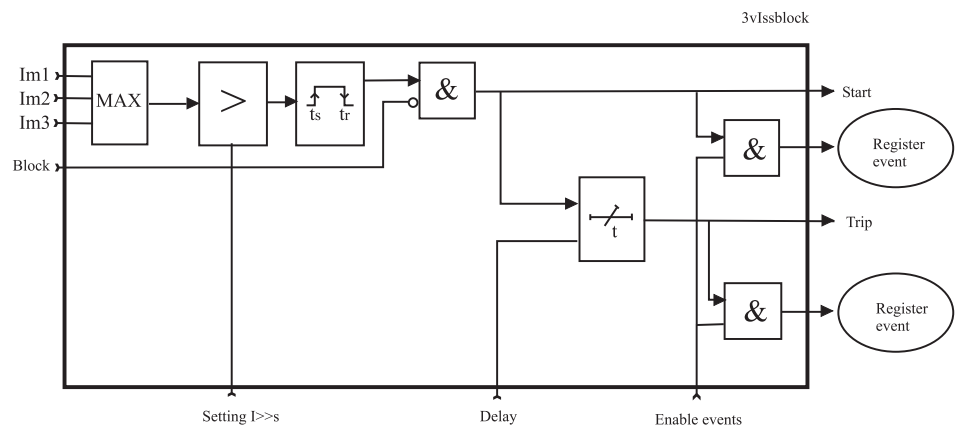 3vIssblock
Im1
Im2
Im3
MAX
>
ts tr
&
Start
Block
&
Register
event
t
Trip
&
Register
event
Setting I>>s
Delay
Enable events